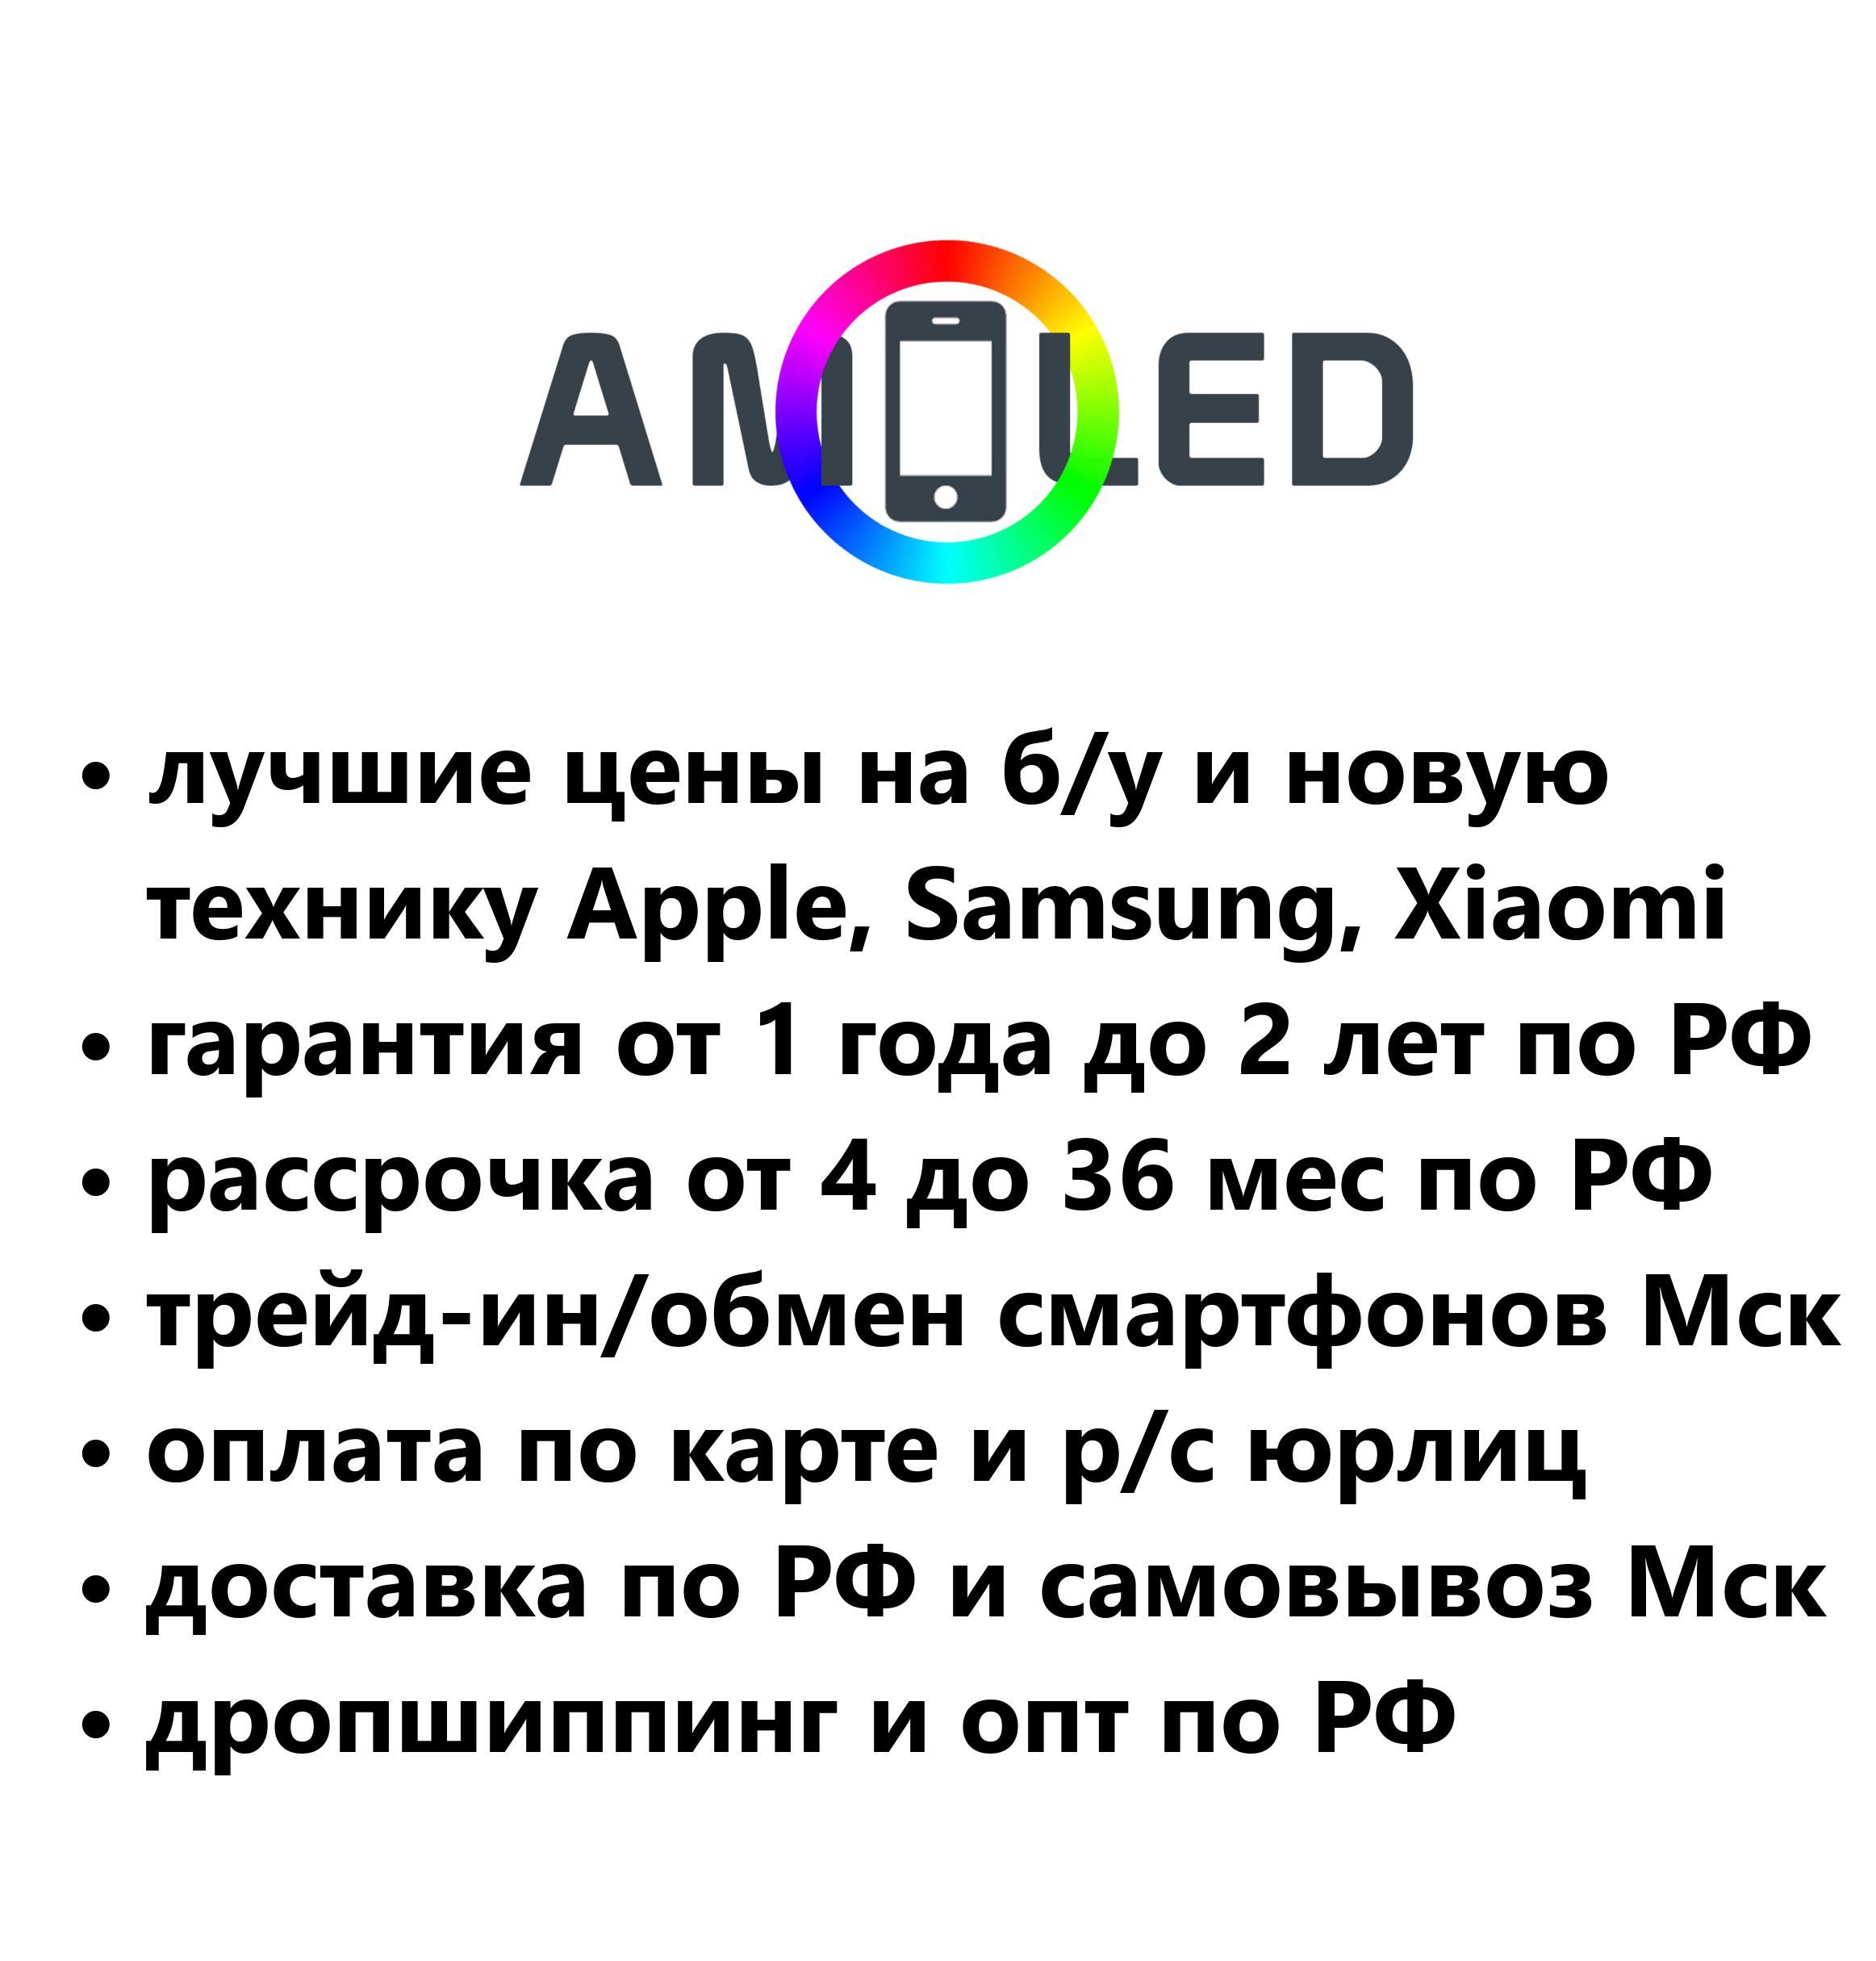 AMOLED
• лучшие цены на б/у и новую
технику Apple, Samsung, Xiaomi
• гарантия от 1 года до 2 лет по РФ
• рассрочка от 4 до 36 мес по РФ
• трейд-ин/обмен смартфонов Мск
• оплата по карте и р/с юрлиц
• доставка по РФ и самовывоз Мск
• дропшиппинг и опт по РФ